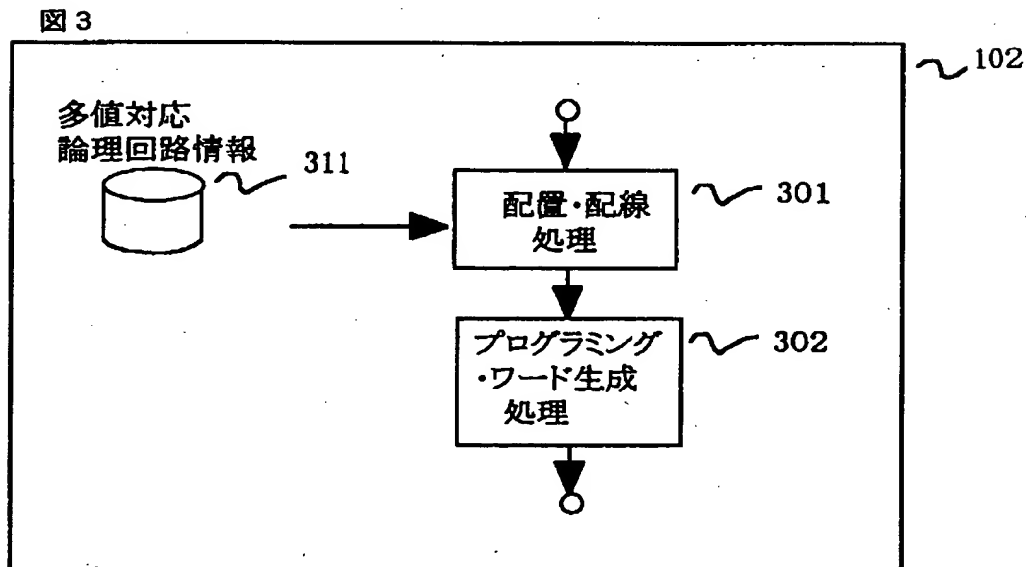 図3
102
多値対応
論理回路情報
311
配置・配線
処理
301
プログラミング
・ワード生成
処理
302